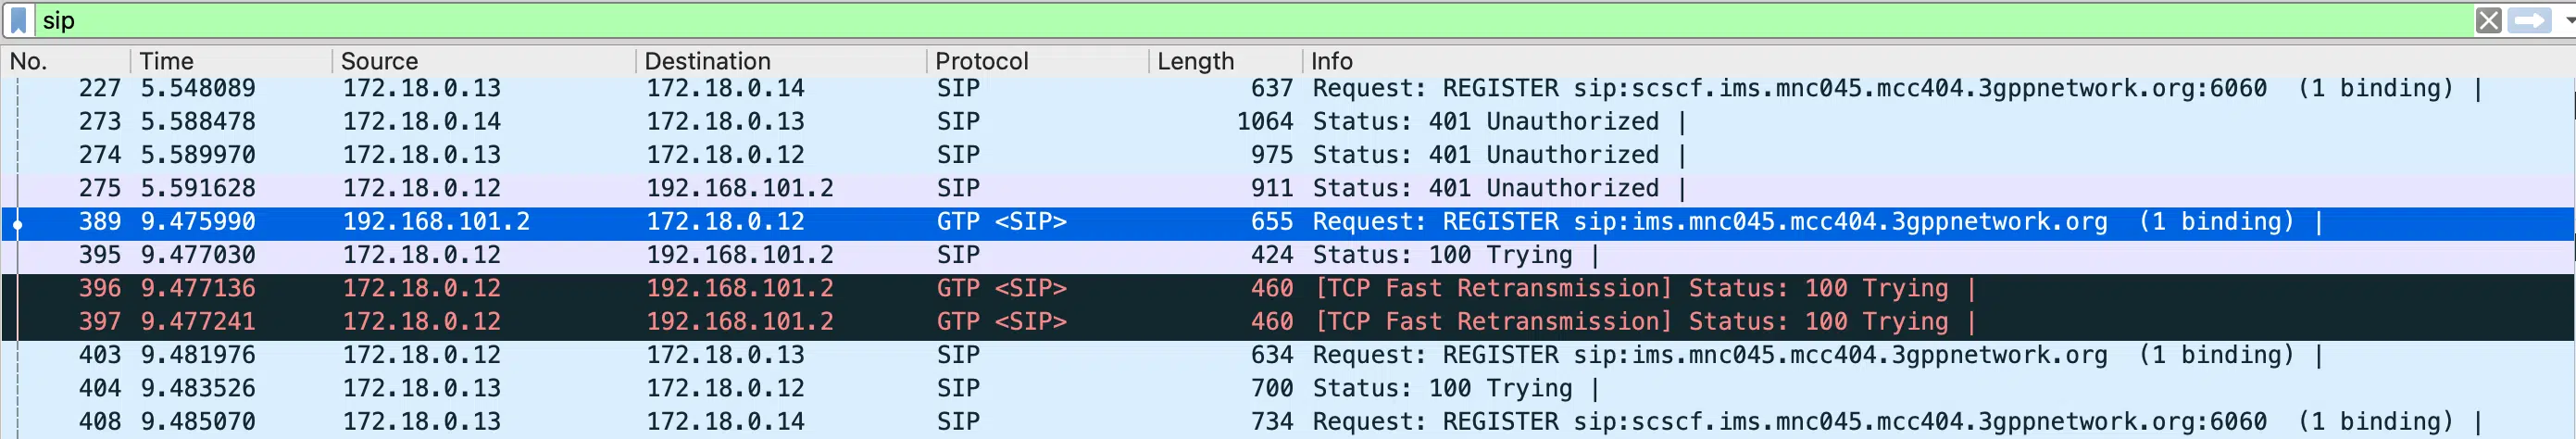 sip
No. Time Source Destination Protocol Length Info
227 5.548089 172.18.0.13 172.18.0.14 SIP 637 Request: REGISTER sip:scscf.ims.mnc045.mcc404.3gppnetwork.org:6060 (1 binding) |
273 5.588478 172.18.0.14 172.18.0.13 SIP 1064 Status: 401 Unauthorized |
274 5.589970 172.18.0.13 172.18.0.12 SIP 975 Status: 401 Unauthorized |
275 5.591628 172.18.0.12 192.168.101.2 SIP 911 Status: 401 Unauthorized |
389 9.475990 192.168.101.2 172.18.0.12 GTP <SIP> 655 Request: REGISTER sip:ims.mnc045.mcc404.3gppnetwork.org (1 binding) |
395 9.477030 172.18.0.12 192.168.101.2 SIP 424 Status: 100 Trying |
396 9.477136 172.18.0.12 192.168.101.2 GTP <SIP> 460 [TCP Fast Retransmission] Status: 100 Trying |
397 9.477241 172.18.0.12 192.168.101.2 GTP <SIP> 460 [TCP Fast Retransmission] Status: 100 Trying |
403 9.481976 172.18.0.12 172.18.0.13 SIP 634 Request: REGISTER sip:ims.mnc045.mcc404.3gppnetwork.org (1 binding) |
404 9.483526 172.18.0.13 172.18.0.12 SIP 700 Status: 100 Trying |
408 9.485070 172.18.0.13 172.18.0.14 SIP 734 Request: REGISTER sip:scscf.ims.mnc045.mcc404.3gppnetwork.org:6060 (1 binding) |